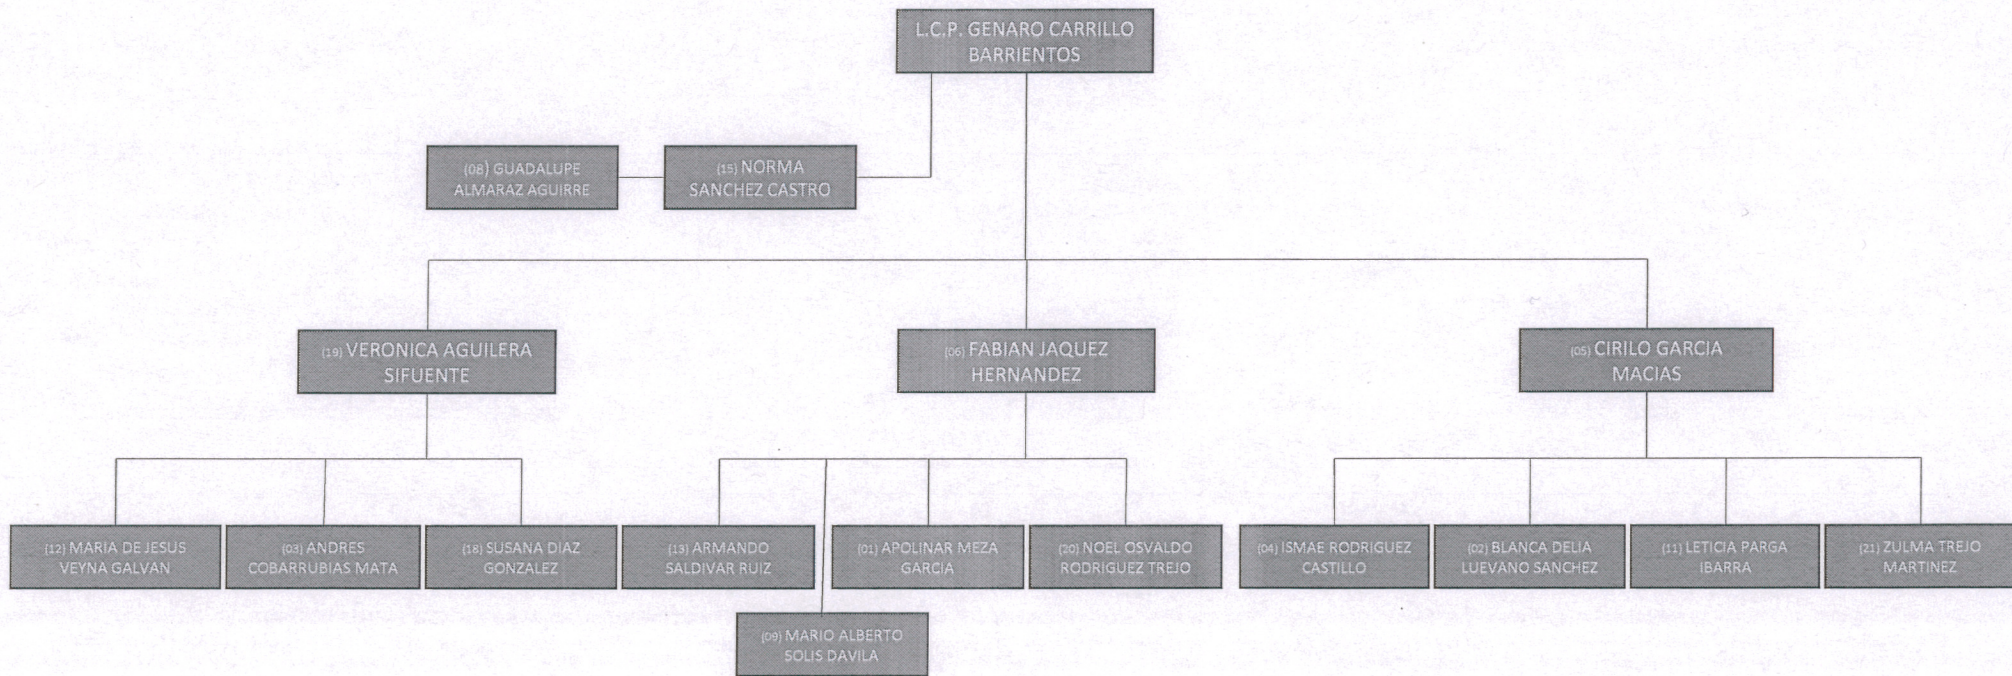 L.C.P. GENARO CARRILLO
BARRIENTOS
(08) GUADALUPE
ALMARAZ AGUIRRE
(15) NORMA
SANCHEZ CASTRO
(19) VERONICA AGUILERA
SIFUENTE
(06) FABIAN JAQUEZ
HERNANDEZ
(05) CIRILO GARCIA
MACIAS
(12) MARIA DE JESUS
VEYNA GALVAN
(03) ANDRES
COBARRUBIAS MATA
(18) SUSANA DIAZ
GONZALEZ
(13) ARMANDO
SALDIVAR RUIZ
(01) APOLINAR MEZA
GARCIA
(20) NOEL OSVALDO
RODRIGUEZ TREJO
(04) ISMAE RODRIGUEZ
CASTILLO
(02) BLANCA DELIA
LUEVANO SANCHEZ
(11) LETICIA PARGA
IBARRA
(21) ZULMA TREJO
MARTINEZ
(09) MARIO ALBERTO
SOLIS DAVILA